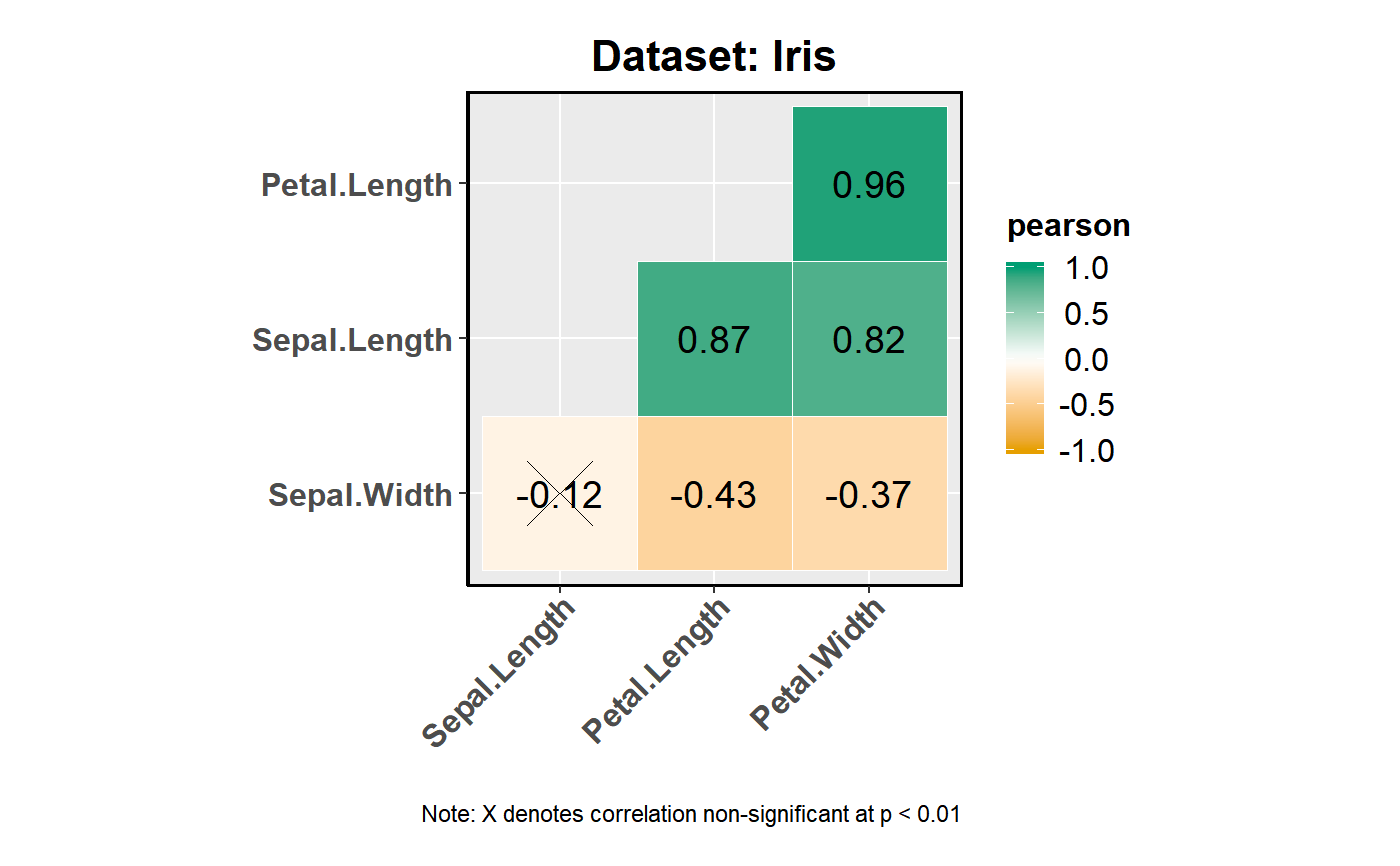 Dataset: Iris
Petal.Length
0.96
Sepal.Length
0.87 0.82
Sepal.Width
-0.12 -0.43 -0.37
Sepal.Length
Petal.Length
Petal.Width
pearson
1.0
0.5
0.0
-0.5
-1.0
Note: X denotes correlation non-significant at p < 0.01